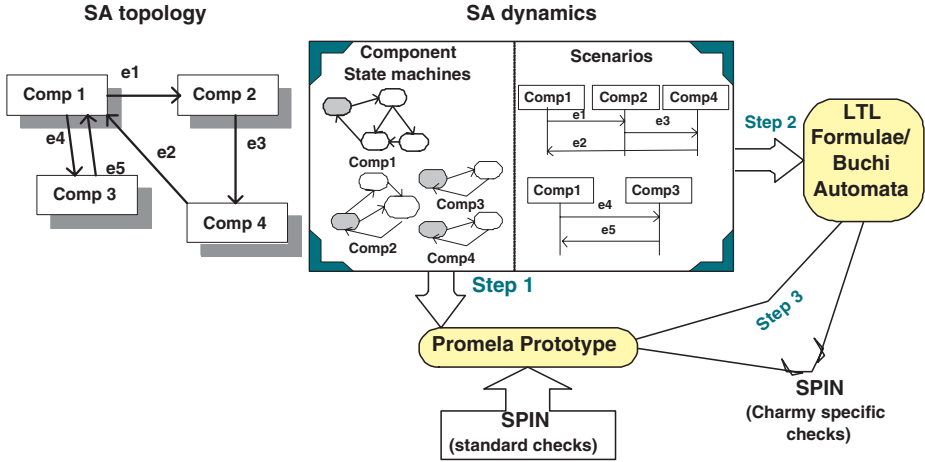 SA topology
SA dynamics
Comp 1
e1
Comp 2
e4
e5
e2
e3
Comp 3
Comp 4
Component
State machines
Comp1
Comp2
Comp3
Comp4
Scenarios
Comp1
Comp2
Comp4
e1
e3
e2
Comp1
Comp3
e4
e5
Step 2
LTL
Formulae/
Buchi
Automata
Step 1
Promela Prototype
Step 3
SPIN
(standard checks)
SPIN
(Charmy specific
checks)